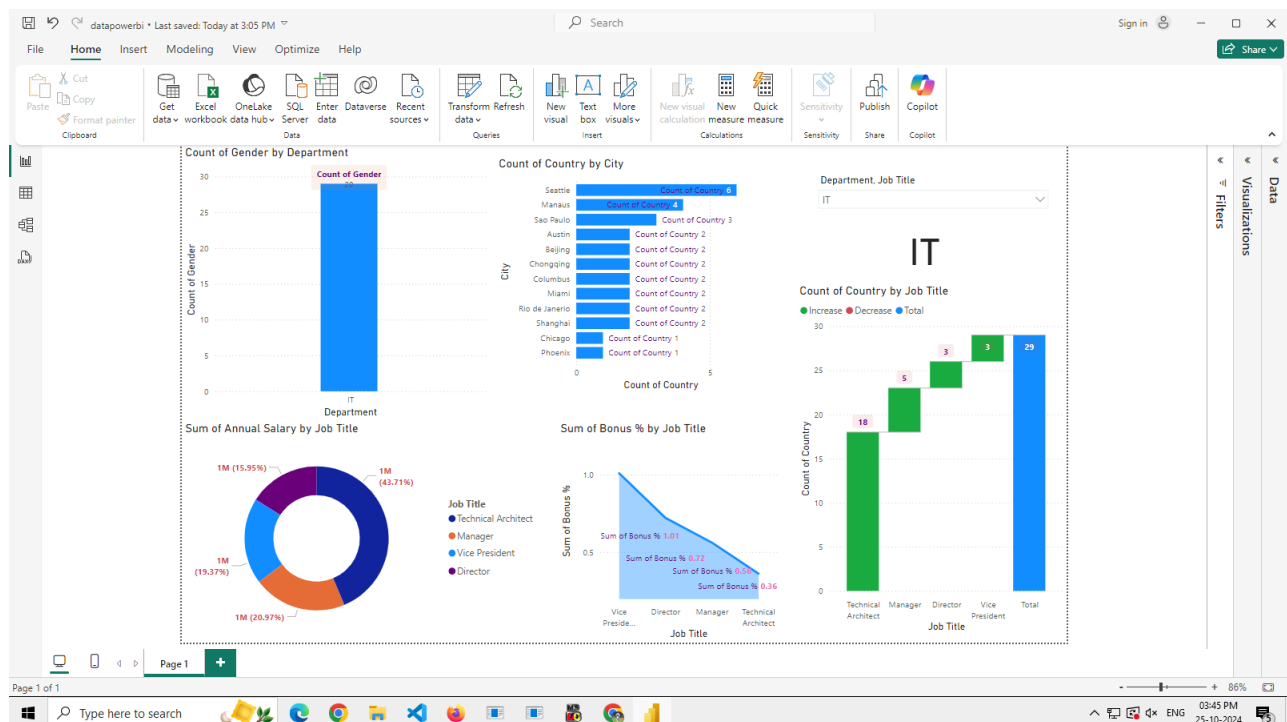 datapowerbi • Last saved: Today at 3:05 PM
Search
Sign in
File Home Insert Modeling View Optimize Help
Share
Paste
Cut
Copy
Format painter
Clipboard
Get data
Excel workbook
OneLake data hub
SQL Server
Enter data
Dataverse
Recent sources
Data
Transform data
Refresh
Queries
New visual
Text box
More visuals
Insert
New visual calculation
New measure
Quick measure
Calculations
Sensitivity
Sensitivity
Publish
Share
Copilot
Copilot
Count of Gender by Department
Count of Gender
30
25
20
15
10
5
0
Count of Gender
IT
Department
Count of Country by City
City
Seattle Count of Country 6
Manaus Count of Country 4
Sao Paulo Count of Country 3
Austin Count of Country 2
Beijing Count of Country 2
Chongqing Count of Country 2
Columbus Count of Country 2
Miami Count of Country 2
Rio de Janerio Count of Country 2
Shanghai Count of Country 2
Chicago Count of Country 1
Phoenix Count of Country 1
0 5
Count of Country
Department, Job Title
IT
IT
Count of Country by Job Title
Increase Decrease Total
30
25
20
15
10
5
0
Count of Country
18
5
3
3
29
Technical Architect
Manager
Director
Vice President
Total
Job Title
Sum of Annual Salary by Job Title
1M (15.95%)
1M
(43.71%)
1M
(19.37%)
1M (20.97%)
Job Title
Technical Architect
Manager
Vice President
Director
Sum of Bonus % by Job Title
1.0
0.5
Sum of Bonus %
Sum of Bonus % 1.01
Sum of Bonus % 0.72
Sum of Bonus % 0.56
Sum of Bonus % 0.36
Vice Preside...
Director
Manager
Technical Architect
Job Title
Filters
Visualizations
Data
Page 1
Page 1 of 1
- + 86%
Type here to search
ENG
03:45 PM
25-10-2024